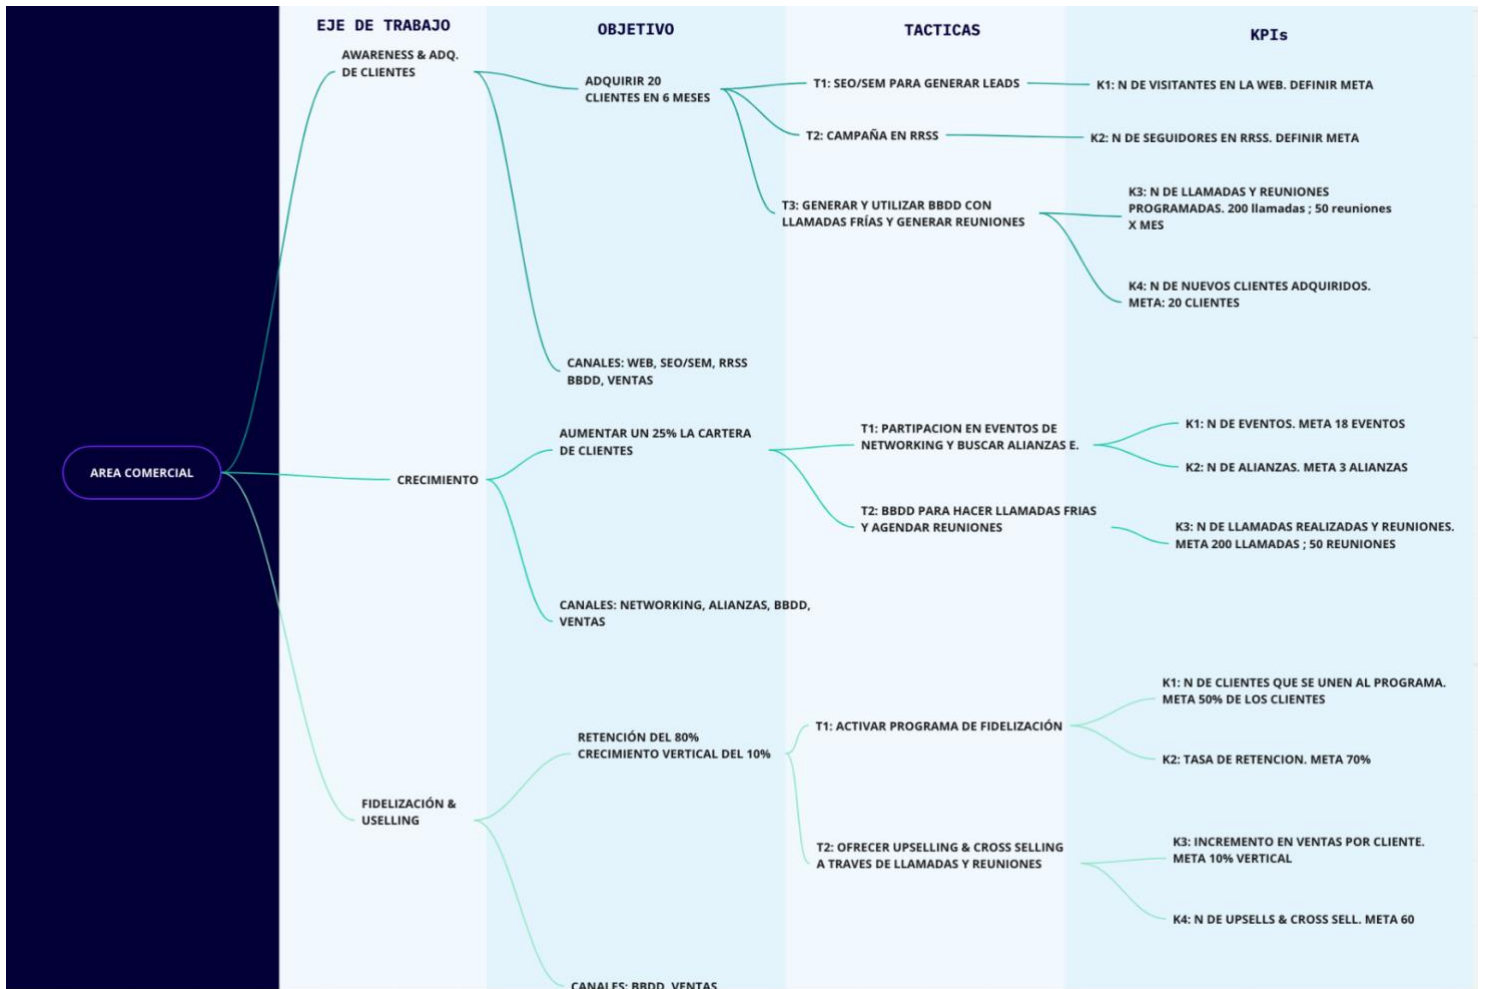 EJE DE TRABAJO
OBJETIVO
TACTICAS
KPIs
AREA COMERCIAL
AWARENESS & ADQ.
DE CLIENTES
ADQUIRIR 20
CLIENTES EN 6 MESES
T1: SEO/SEM PARA GENERAR LEADS
K1: N DE VISITANTES EN LA WEB. DEFINIR META
T2: CAMPAÑA EN RRSS
K2: N DE SEGUIDORES EN RRSS. DEFINIR META
T3: GENERAR Y UTILIZAR BBDD CON
LLAMADAS FRÍAS Y GENERAR REUNIONES
K3: N DE LLAMADAS Y REUNIONES
PROGRAMADAS. 200 llamadas ; 50 reuniones
X MES
K4: N DE NUEVOS CLIENTES ADQUIRIDOS.
META: 20 CLIENTES
CANALES: WEB, SEO/SEM, RRSS
BBDD, VENTAS
CRECIMIENTO
AUMENTAR UN 25% LA CARTERA
DE CLIENTES
T1: PARTIPACION EN EVENTOS DE
NETWORKING Y BUSCAR ALIANZAS E.
K1: N DE EVENTOS. META 18 EVENTOS
K2: N DE ALIANZAS. META 3 ALIANZAS
T2: BBDD PARA HACER LLAMADAS FRIAS
Y AGENDAR REUNIONES
K3: N DE LLAMADAS REALIZADAS Y REUNIONES.
META 200 LLAMADAS ; 50 REUNIONES
CANALES: NETWORKING, ALIANZAS, BBDD,
VENTAS
FIDELIZACIÓN &
USELLING
RETENCIÓN DEL 80%
CRECIMIENTO VERTICAL DEL 10%
T1: ACTIVAR PROGRAMA DE FIDELIZACIÓN
K1: N DE CLIENTES QUE SE UNEN AL PROGRAMA.
META 50% DE LOS CLIENTES
K2: TASA DE RETENCION. META 70%
T2: OFRECER UPSELLING & CROSS SELLING
A TRAVES DE LLAMADAS Y REUNIONES
K3: INCREMENTO EN VENTAS POR CLIENTE.
META 10% VERTICAL
K4: N DE UPSELLS & CROSS SELL. META 60
CANALES: BBDD, VENTAS